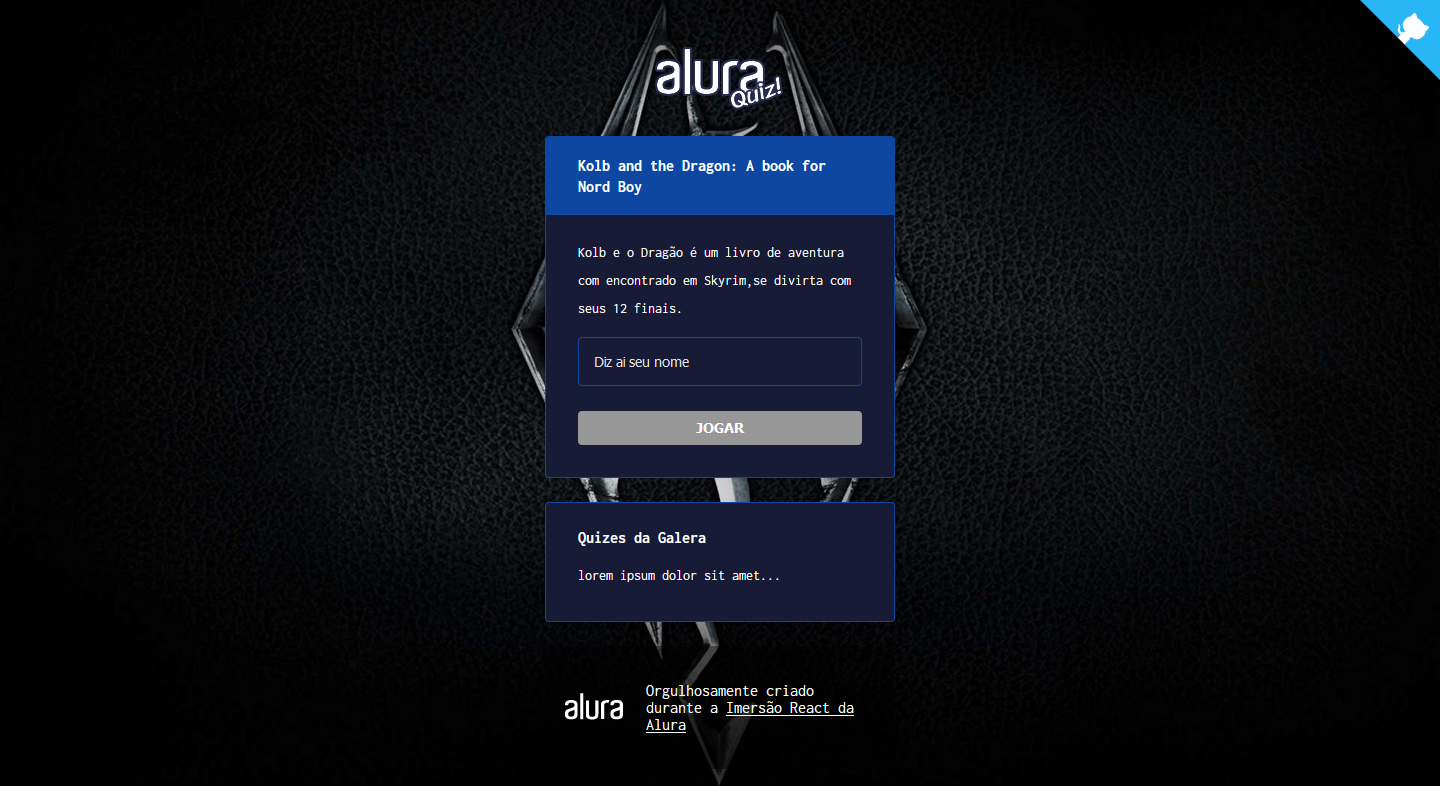 alura
Quiz!
Kolb and the Dragon: A book for
Nord Boy
Kolb e o Dragão é um livro de aventura
com encontrado em Skyrim,se divirta com
seus 12 finais.
Diz ai seu nome
JOGAR
Quizes da Galera
lorem ipsum dolor sit amet...
alura
Orgulhosamente criado
durante a Imersão React da
Alura